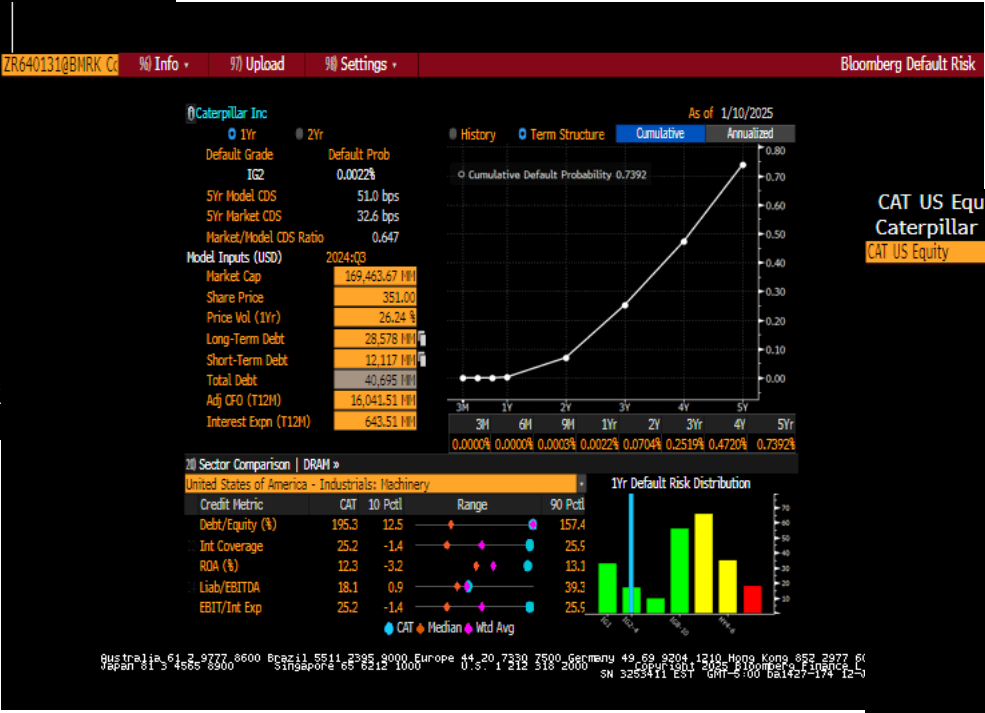 ZR640131@BMRK Co 96) Info 97) Upload 98) Settings Bloomberg Default Risk
Caterpillar Inc As of 1/10/2025
1Yr 2Yr History Term Structure Cumulative Annualized
Default Grade Default Prob
IG2 0.0022%
5Yr Model CDS 51.0 bps
5Yr Market CDS 32.6 bps
Market/Model CDS Ratio 0.647
Model Inputs (USD) 2024:Q3
Market Cap 169,463.67 MM
Share Price 351.00
Price Vol (1Yr) 26.24 %
Long-Term Debt 28,578 MM
Short-Term Debt 12,117 MM
Total Debt 40,695 MM
Adj CFO (T12M) 16,041.51 MM
Interest Expn (T12M) 643.51 MM
Cumulative Default Probability 0.7392
0.80
0.70
0.60
0.50
0.40
0.30
0.20
0.10
0.00
3M 1Y 2Y 3Y 4Y 5Y
3M 6M 9M 1Yr 2Y 3Yr 4Y 5Yr
0.0000% 0.0000% 0.0003% 0.0022% 0.0704% 0.2519% 0.4720% 0.7392%
CAT US Equ
Caterpillar
CAT US Equity
20) Sector Comparison | DRAM »
United States of America - Industrials: Machinery
Credit Metric CAT 10 Pctl Range 90 Pctl
Debt/Equity (%) 195.3 12.5 157.4
Int Coverage 25.2 -1.4 25.9
ROA (%) 12.3 -3.2 13.1
Liab/EBITDA 18.1 0.9 39.3
EBIT/Int Exp 25.2 -1.4 25.9
CAT Median Wtd Avg
1Yr Default Risk Distribution
70
60
50
40
30
20
10
IG1 IG2-4 IG8-10 HY4-6
Australia 61 2 9777 8600 Brazil 5511 2395 9000 Europe 44 20 7330 7500 Germany 49 69 9204 1210 Hong Kong 852 2977 60
Japan 81 3 4565 8900 Singapore 65 6212 1000 U.S. 1 212 318 2000 Copyright 2025 Bloomberg Finance L
SN 3253411 EST GMT-5:00